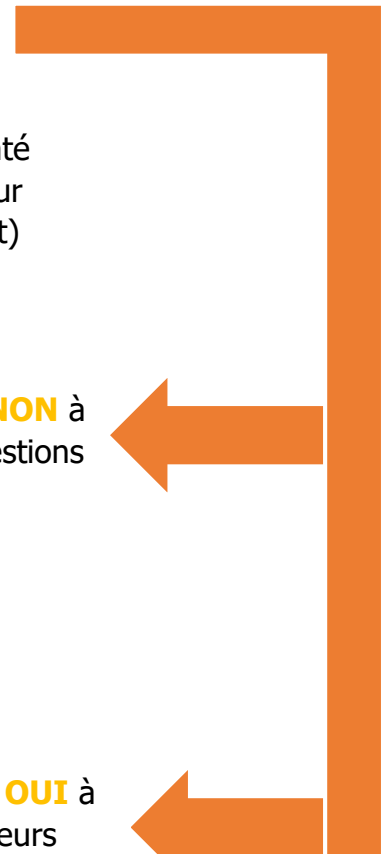 té
ur
t)
NON à
estions
OUI à
eurs